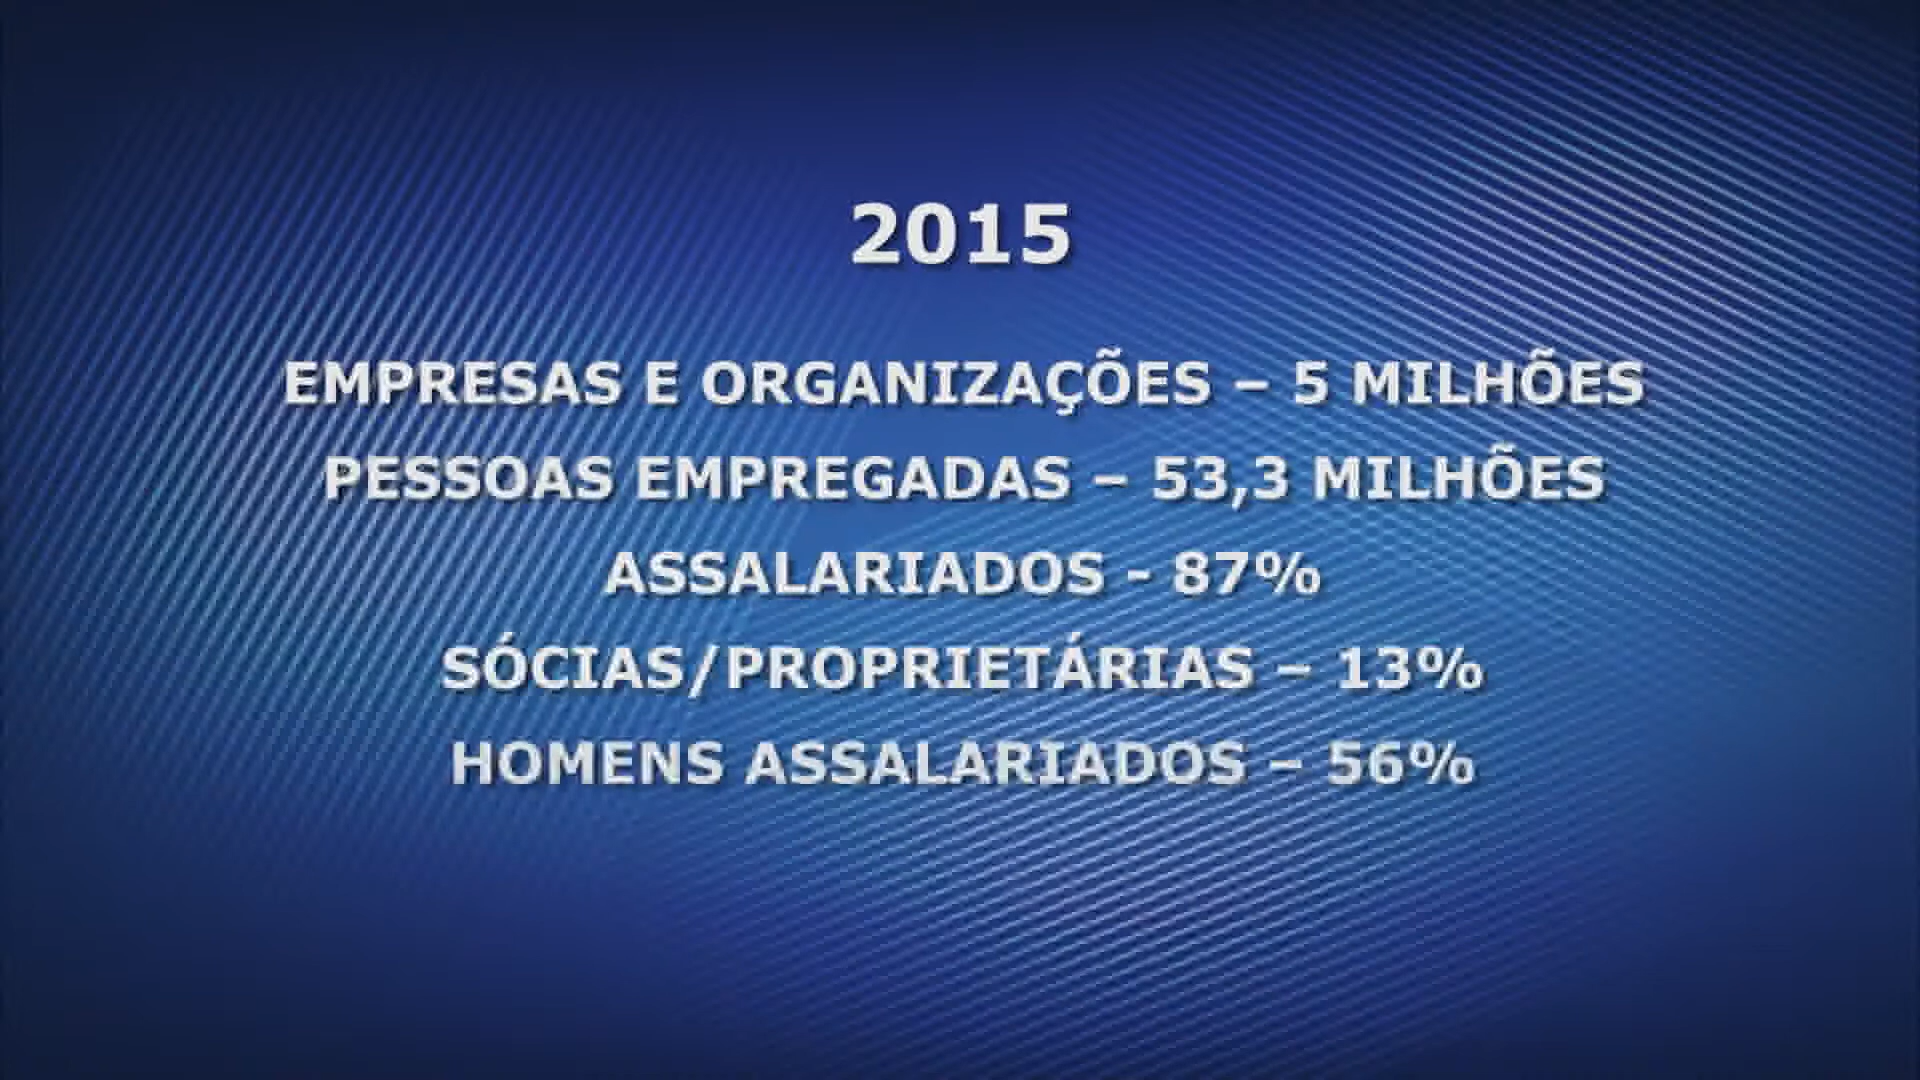 2015
EMPRESAS E ORGANIZAÇÕES – 5 MILHÕES
PESSOAS EMPREGADAS – 53,3 MILHÕES
ASSALARIADOS - 87%
SÓCIAS/PROPRIETÁRIAS – 13%
HOMENS ASSALARIADOS – 56%